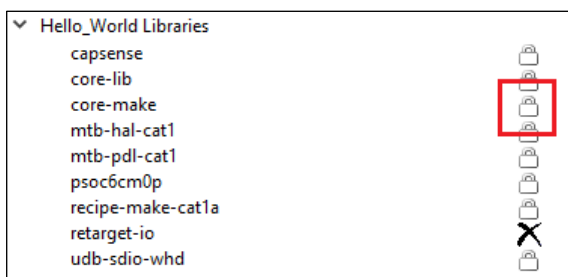 Hello_World Libraries
capsense
core-lib
core-make
mtb-hal-cat1
mtb-pdl-cat1
psoc6cm0p
recipe-make-cat1a
retarget-io
udb-sdio-whd